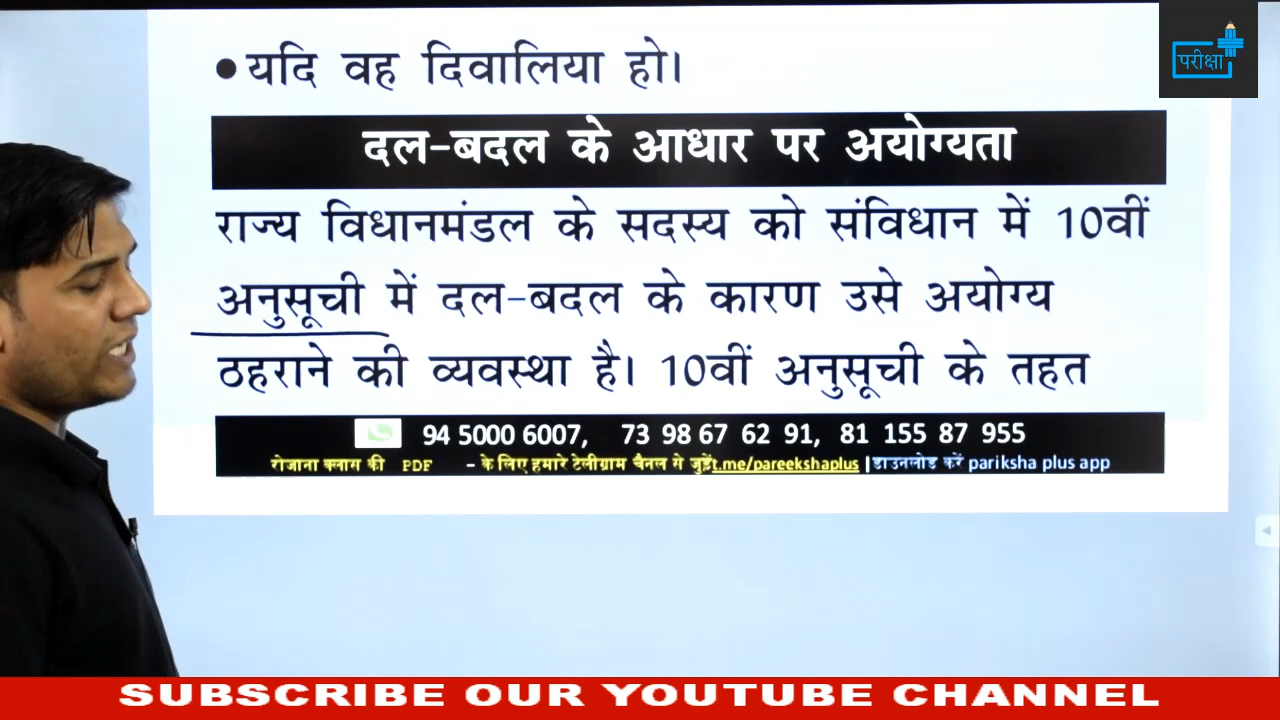 परीक्षा
● यदि वह दिवालिया हो।
दल-बदल के आधार पर अयोग्यता
राज्य विधानमंडल के सदस्य को संविधान में 10वीं
अनुसूची में दल-बदल के कारण उसे अयोग्य
ठहराने की व्यवस्था है। 10वीं अनुसूची के तहत
94 5000 6007, 73 98 67 62 91, 81 155 87 955
रोजाना क्लास की PDF - के लिए हमारे टेलीग्राम चैनल से जुड़ेंt.me/pareekshaplus |डाउनलोड करें pariksha plus app
SUBSCRIBE OUR YOUTUBE CHANNEL